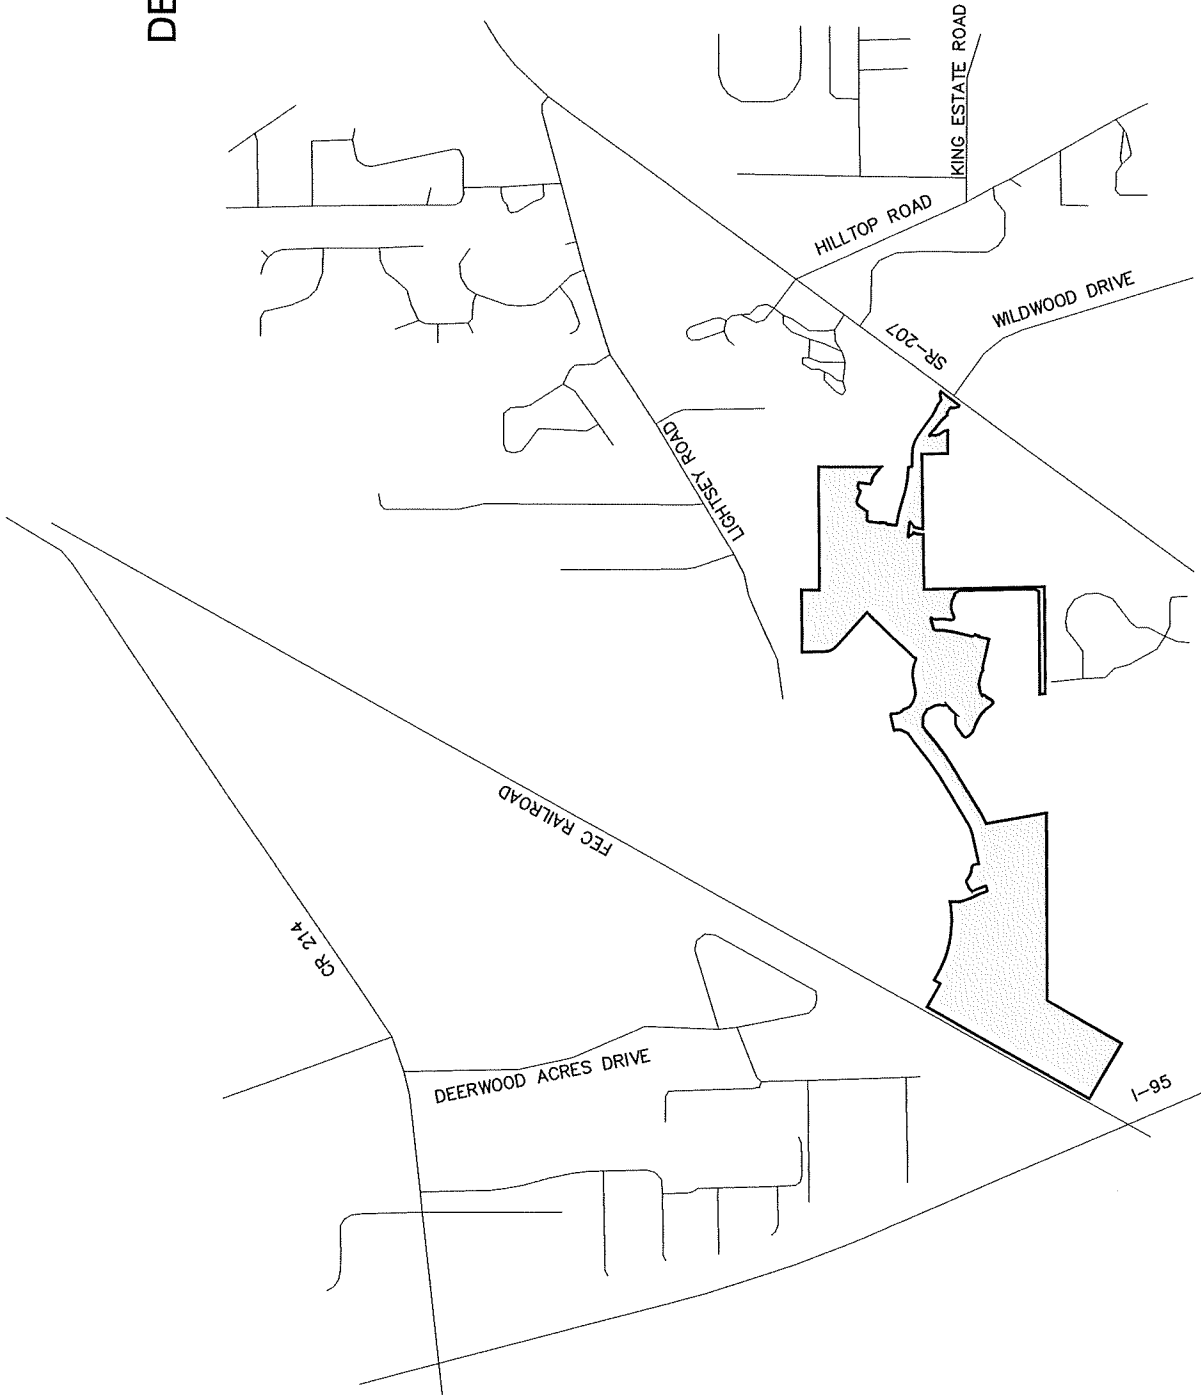 DE
KING ESTATE ROAD
HILLTOP ROAD
WILDWOOD DRIVE
SR-207
LIGHTSEY ROAD
FEC RAILROAD
CR 214
DEERWOOD ACRES DRIVE
I-95